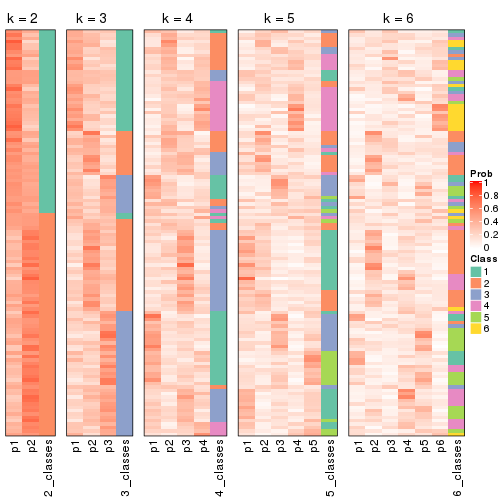 k = 2
k = 3
k = 4
k = 5
k = 6
p1
p2
2_classes
p1
p2
p3
3_classes
p1
p2
p3
p4
4_classes
p1
p2
p3
p4
p5
5_classes
p1
p2
p3
p4
p5
p6
6_classes
Prob
1
0.8
0.6
0.4
0.2
0
Class
1
2
3
4
5
6